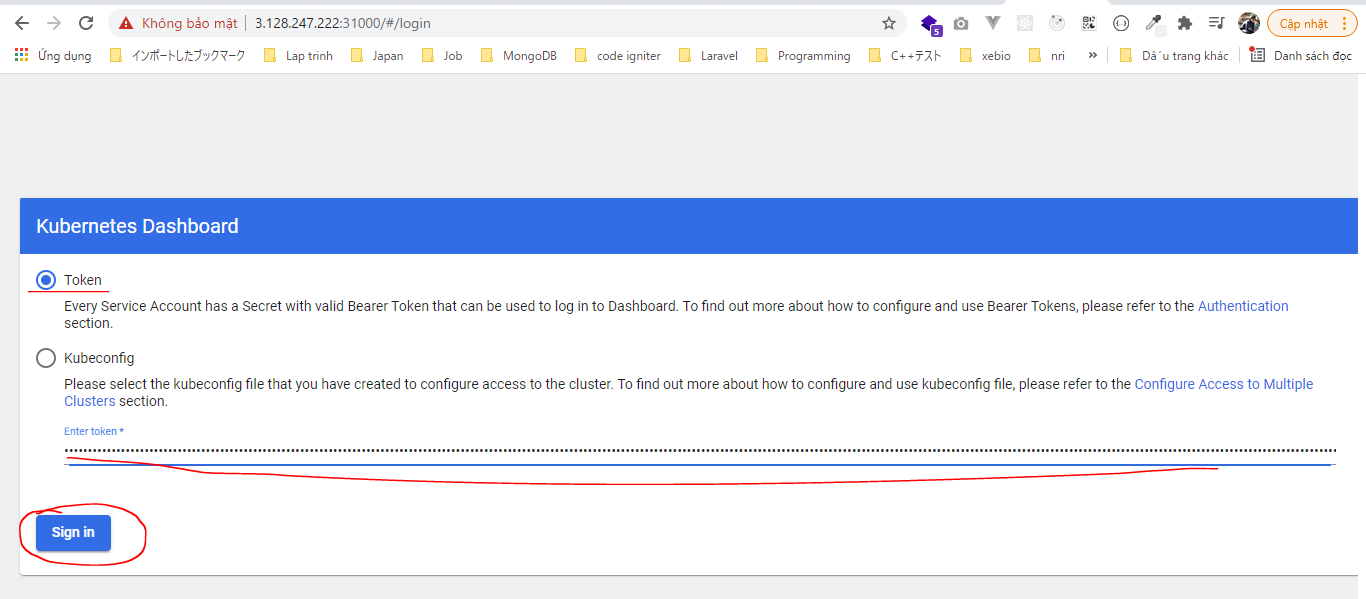 Không bảo mật 3.128.247.222:31000/#/login 5 Cập nhật
Ứng dụng インポートしたブックマーク Lap trinh Japan Job MongoDB code igniter Laravel Programming C++テスト xebio nri » Dấu trang khác Danh sách đọc
Kubernetes Dashboard
Token
Every Service Account has a Secret with valid Bearer Token that can be used to log in to Dashboard. To find out more about how to configure and use Bearer Tokens, please refer to the Authentication
section.
Kubeconfig
Please select the kubeconfig file that you have created to configure access to the cluster. To find out more about how to configure and use kubeconfig file, please refer to the Configure Access to Multiple
Clusters section.
Enter token *
Sign in